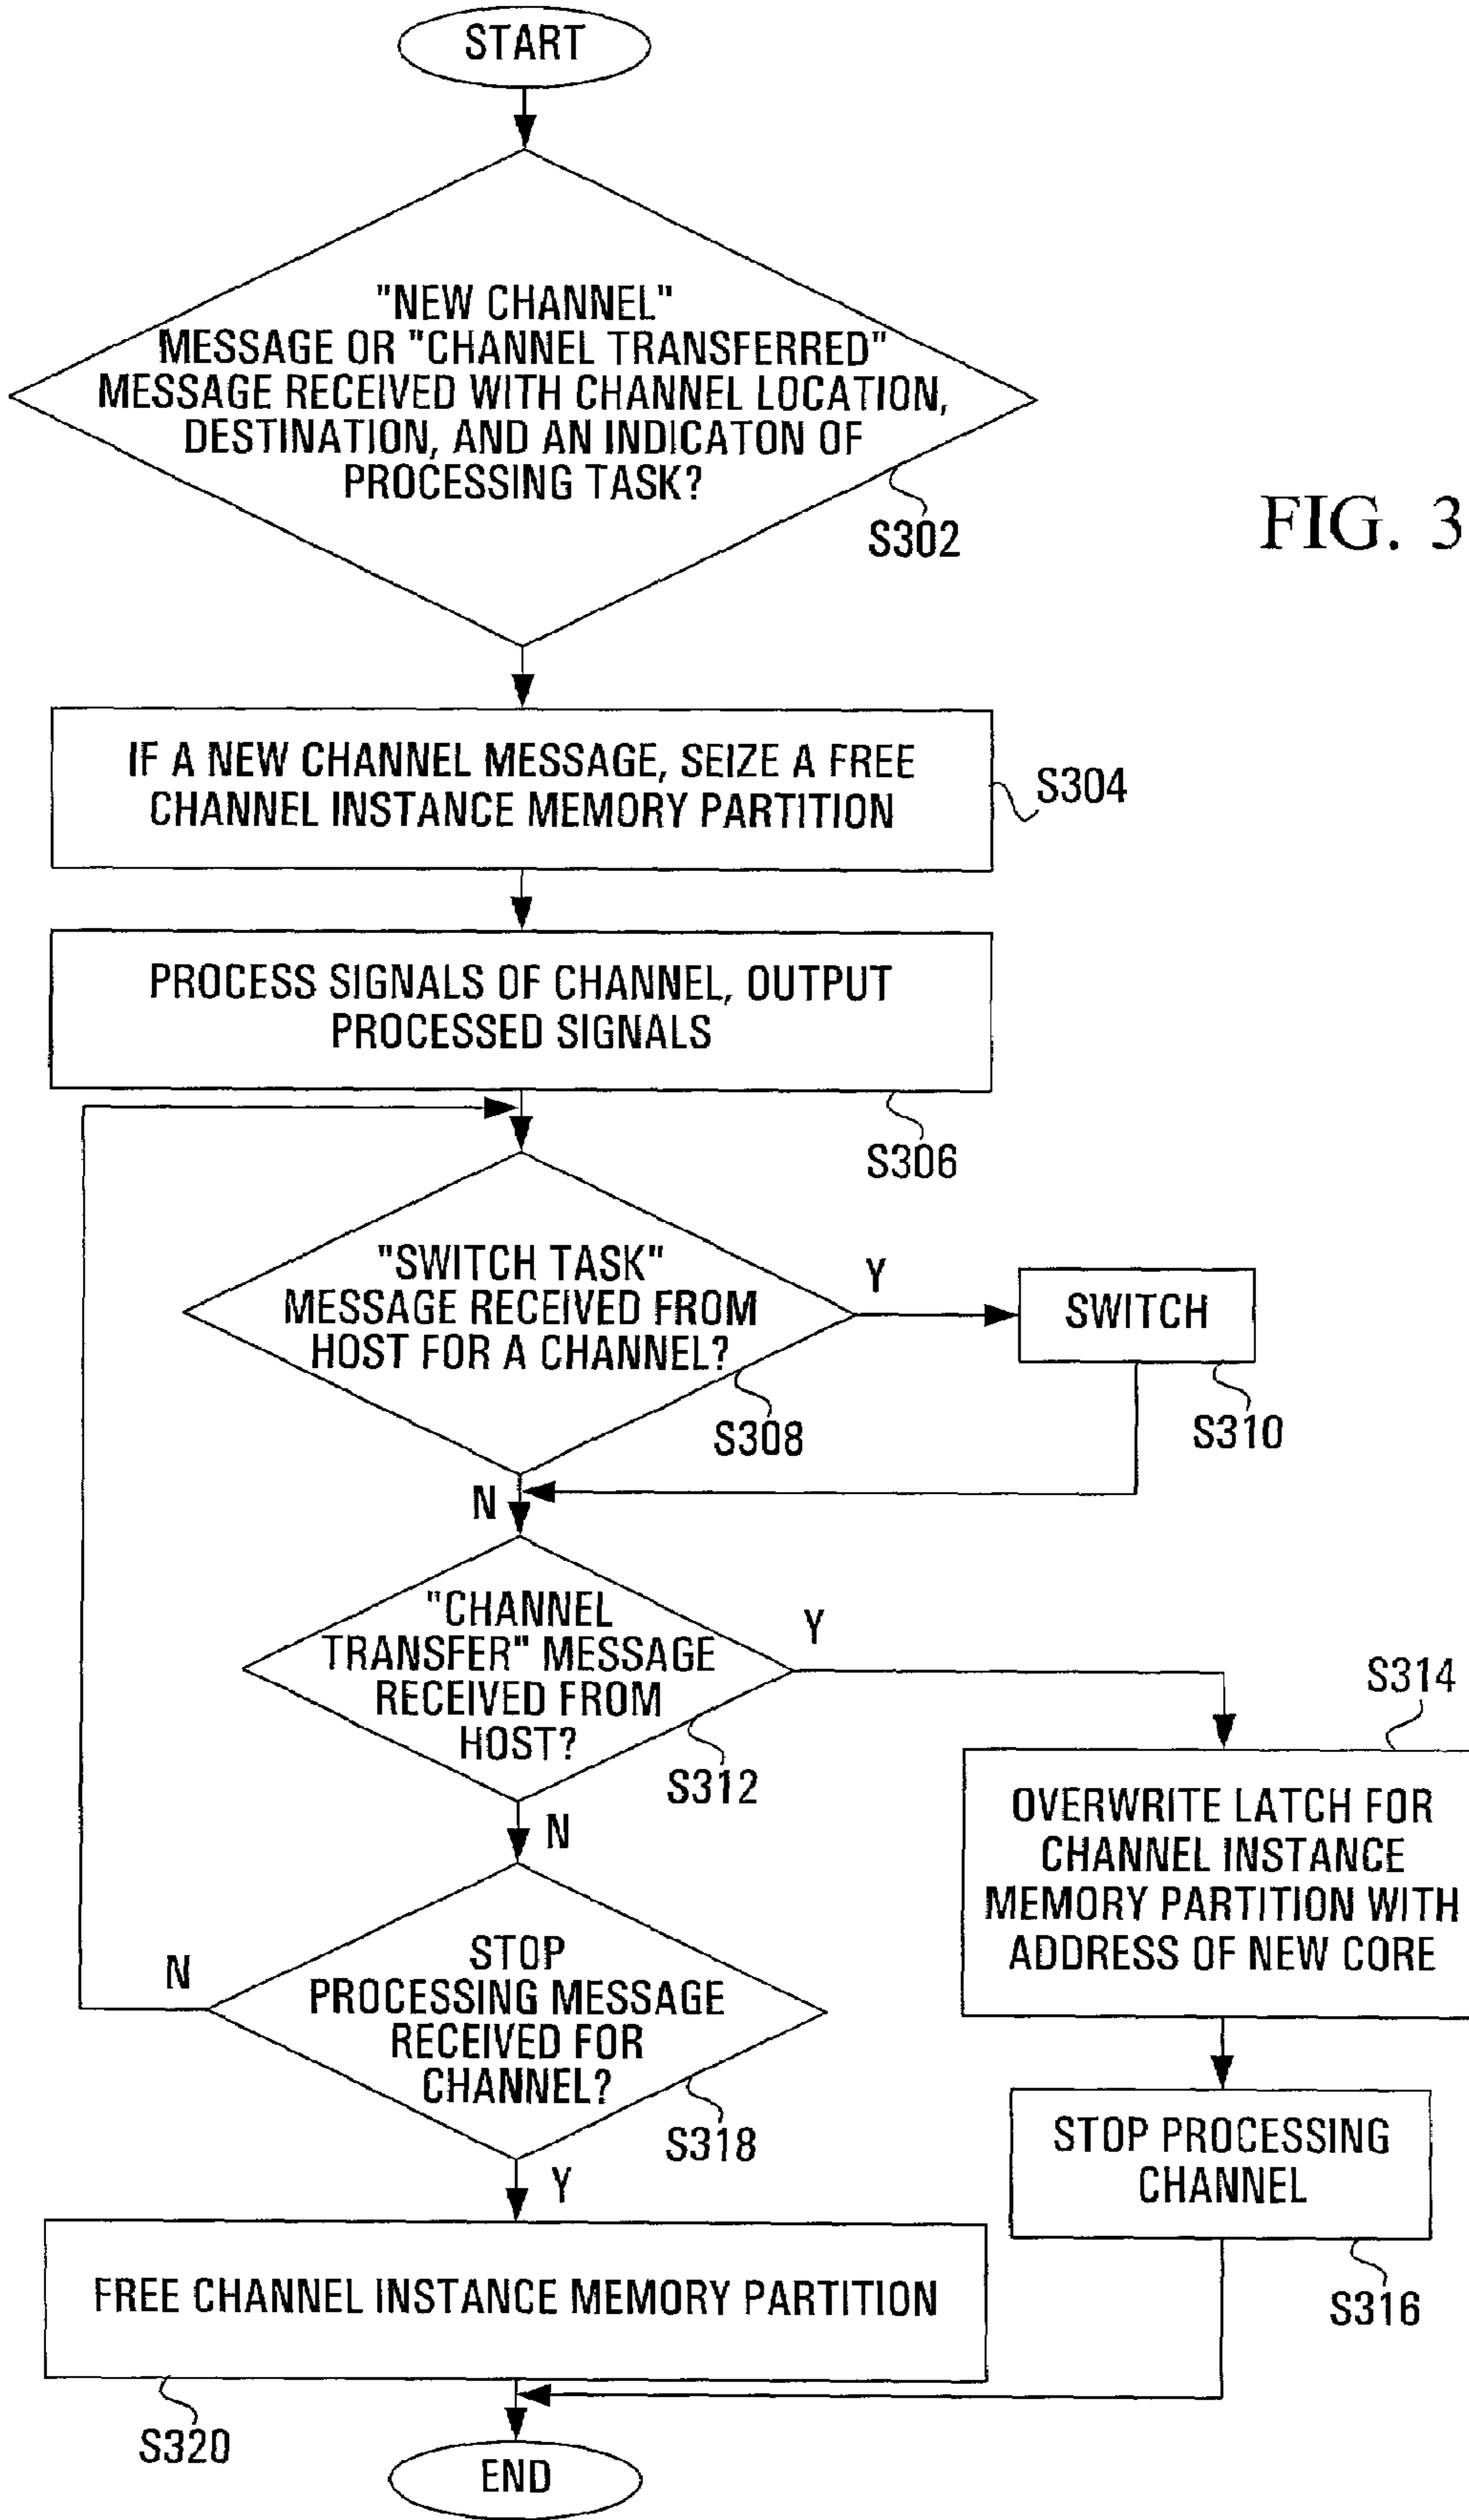 START
"NEW CHANNEL"
MESSAGE OR "CHANNEL TRANSFERRED"
MESSAGE RECEIVED WITH CHANNEL LOCATION,
DESTINATION, AND AN INDICATON OF
PROCESSING TASK?
S302
FIG. 3
IF A NEW CHANNEL MESSAGE, SEIZE A FREE
CHANNEL INSTANCE MEMORY PARTITION
S304
PROCESS SIGNALS OF CHANNEL, OUTPUT
PROCESSED SIGNALS
S306
"SWITCH TASK"
MESSAGE RECEIVED FROM
HOST FOR A CHANNEL?
S308
Y
SWITCH
S310
N
"CHANNEL
TRANSFER" MESSAGE
RECEIVED FROM
HOST?
S312
Y
S314
OVERWRITE LATCH FOR
CHANNEL INSTANCE
MEMORY PARTITION WITH
ADDRESS OF NEW CORE
N
STOP
PROCESSING MESSAGE
RECEIVED FOR
CHANNEL?
S318
N
STOP PROCESSING
CHANNEL
S316
Y
FREE CHANNEL INSTANCE MEMORY PARTITION
S320
END